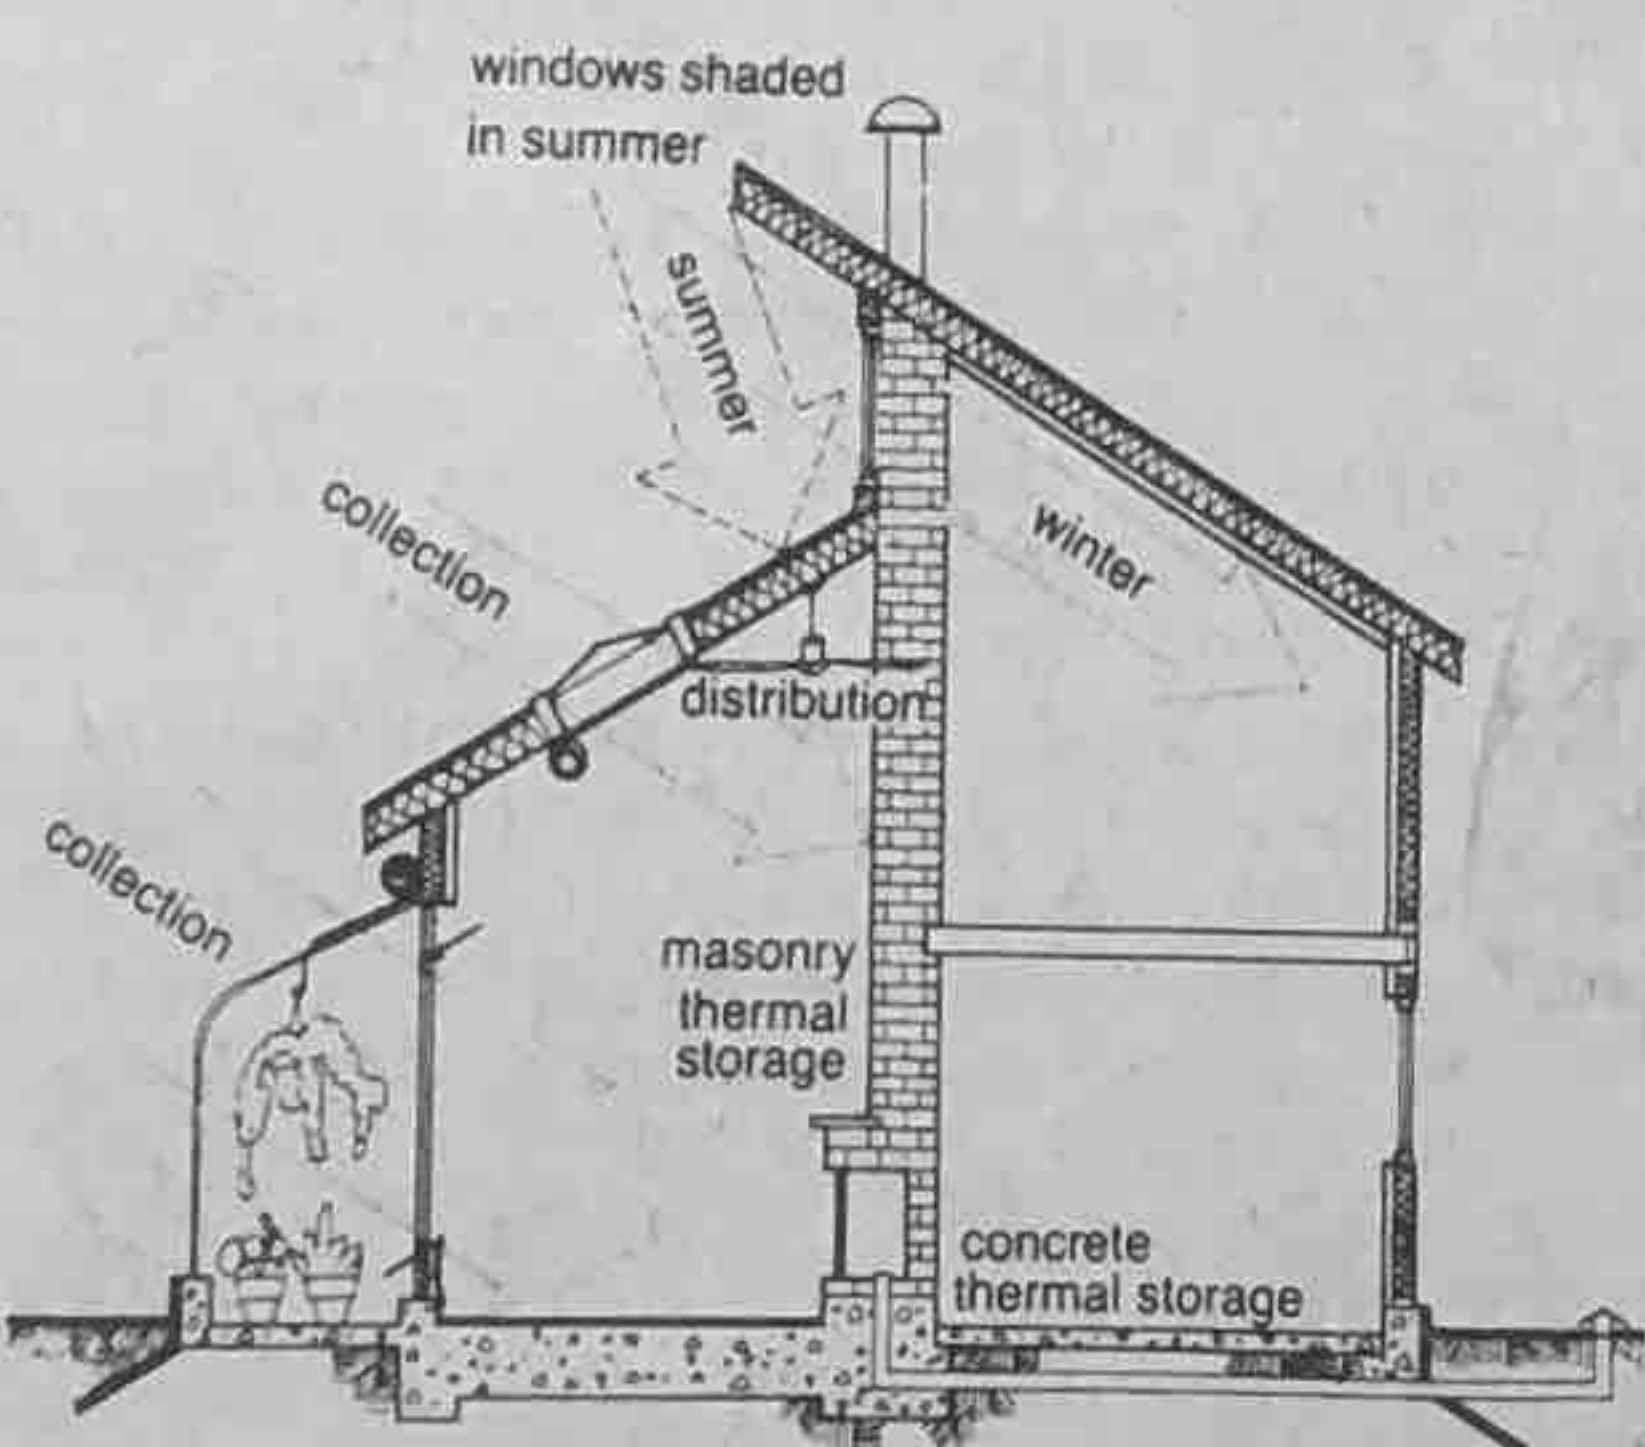 windows shaded
in summer
summer
collection
winter
distribution
collection
masonry
thermal
storage
concrete
thermal storage